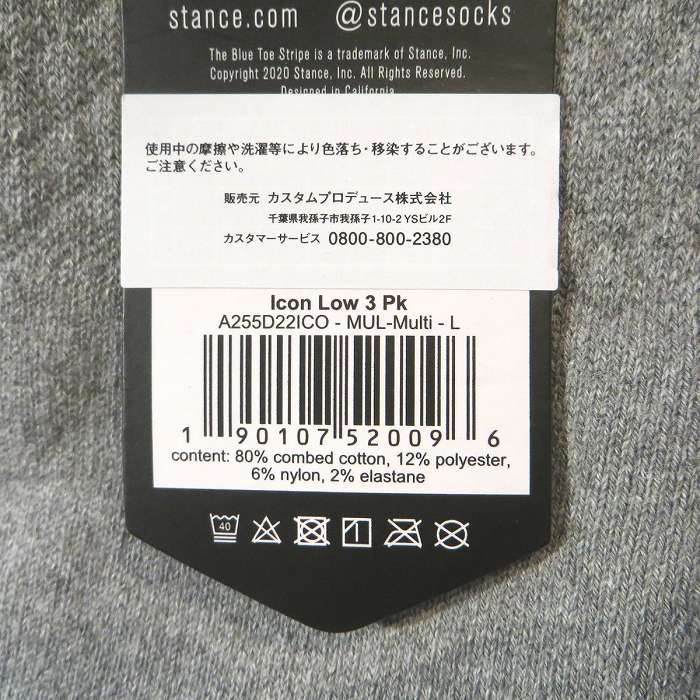 stance.com @stancesocks
The Blue Toe Stripe is a trademark of Stance, Inc.
Copyright 2020 Stance, Inc. All Rights Reserved.
Designed in California
使用中の摩擦や洗濯等により色落ち・移染することがございます。
ご注意ください。
販売元 カスタムプロデュース株式会社
千葉県我孫子市我孫子1-10-2 YSビル2F
カスタマーサービス 0800-800-2380
Icon Low 3 Pk
A255D22ICO - MUL-Multi - L
1 90107 52009 6
content: 80% combed cotton, 12% polyester,
6% nylon, 2% elastane
40